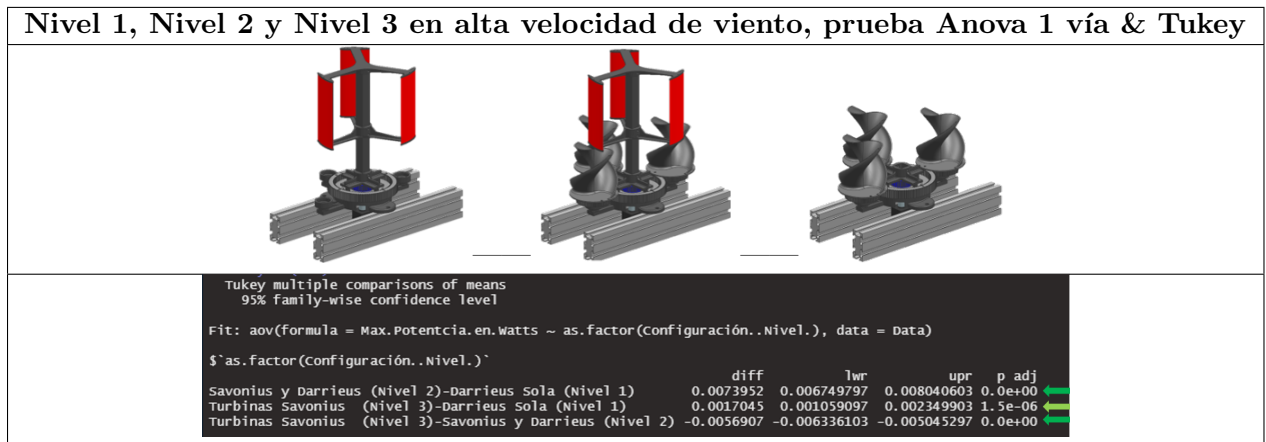 Nivel 1, Nivel 2 y Nivel 3 en alta velocidad de viento, prueba Anova 1 vía & Tukey
Tukey multiple comparisons of means
95% family-wise confidence level
Fit: aov(formula = Max.Potentcia.en.Watts ~ as.factor(Configuración..Nivel.), data = Data)
$`as.factor(Configuración..Nivel.)`
diff lwr upr p adj
Savonius y Darrieus (Nivel 2)-Darrieus Sola (Nivel 1) 0.0073952 0.006749797 0.008040603 0.0e+00
Turbinas Savonius (Nivel 3)-Darrieus Sola (Nivel 1) 0.0017045 0.001059097 0.002349903 1.5e-06
Turbinas Savonius (Nivel 3)-Savonius y Darrieus (Nivel 2) -0.0056907 -0.006336103 -0.005045297 0.0e+00